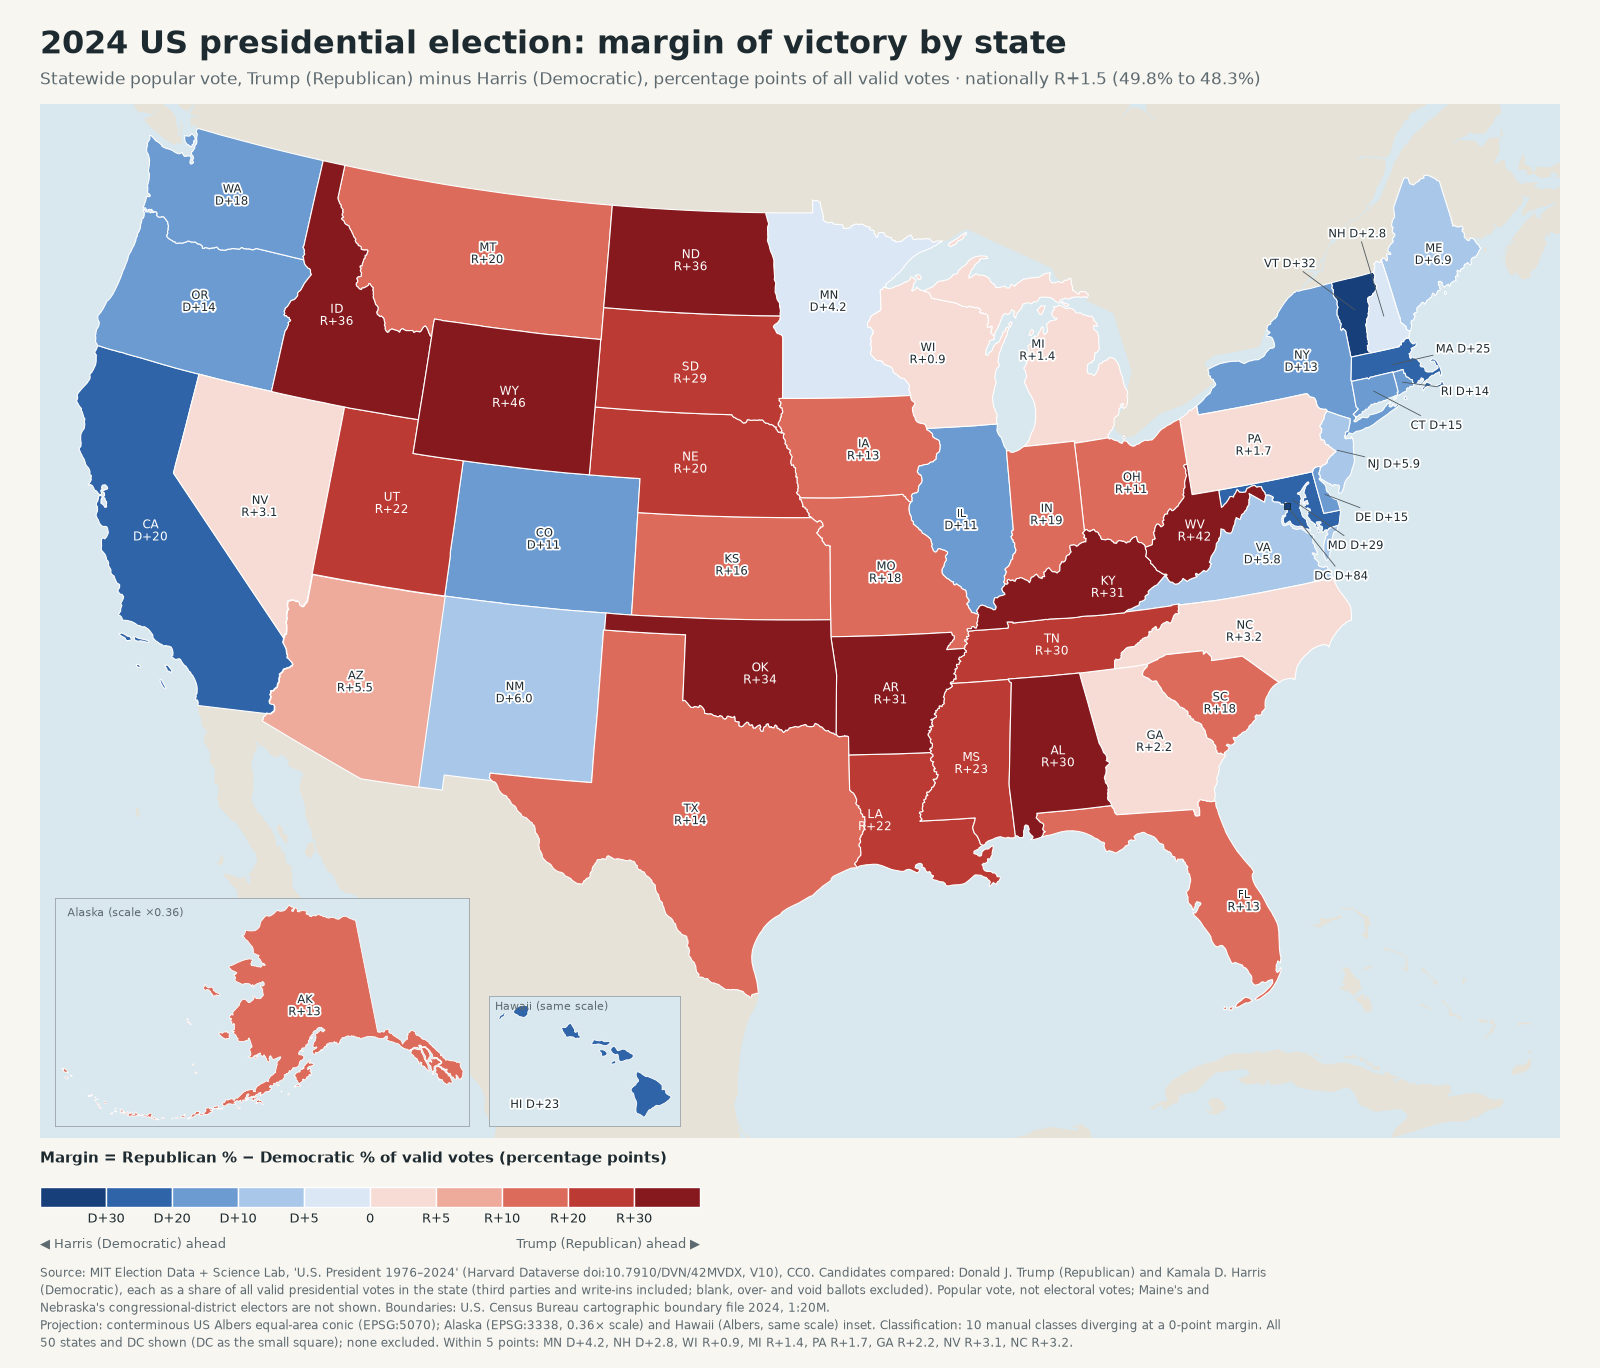 2024 US presidential election: margin of victory by state
Statewide popular vote, Trump (Republican) minus Harris (Democratic), percentage points of all valid votes · nationally R+1.5 (49.8% to 48.3%)
WA
D+18
OR
D+14
CA
D+20
ID
R+36
NV
R+3.1
MT
R+20
WY
R+46
UT
R+22
CO
D+11
AZ
R+5.5
NM
D+6.0
ND
R+36
SD
R+29
NE
R+20
KS
R+16
OK
R+34
TX
R+14
MN
D+4.2
IA
R+13
MO
R+18
AR
R+31
LA
R+22
WI
R+0.9
MI
R+1.4
IL
D+11
IN
R+19
OH
R+11
KY
R+31
TN
R+30
MS
R+23
AL
R+30
GA
R+2.2
FL
R+13
SC
R+18
NC
R+3.2
VA
D+5.8
WV
R+42
PA
R+1.7
NY
D+13
ME
D+6.9
NH D+2.8
VT D+32
MA D+25
RI D+14
CT D+15
NJ D+5.9
DE D+15
MD D+29
DC D+84
Alaska (scale ×0.36)
AK
R+13
Hawaii (same scale)
HI D+23
Margin = Republican % − Democratic % of valid votes (percentage points)
D+30 D+20 D+10 D+5 0 R+5 R+10 R+20 R+30
◀ Harris (Democratic) ahead Trump (Republican) ahead ▶
Source: MIT Election Data + Science Lab, 'U.S. President 1976–2024' (Harvard Dataverse doi:10.7910/DVN/42MVDX, V10), CC0. Candidates compared: Donald J. Trump (Republican) and Kamala D. Harris
(Democratic), each as a share of all valid presidential votes in the state (third parties and write-ins included; blank, over- and void ballots excluded). Popular vote, not electoral votes; Maine's and
Nebraska's congressional-district electors are not shown. Boundaries: U.S. Census Bureau cartographic boundary file 2024, 1:20M.
Projection: conterminous US Albers equal-area conic (EPSG:5070); Alaska (EPSG:3338, 0.36× scale) and Hawaii (Albers, same scale) inset. Classification: 10 manual classes diverging at a 0-point margin. All
50 states and DC shown (DC as the small square); none excluded. Within 5 points: MN D+4.2, NH D+2.8, WI R+0.9, MI R+1.4, PA R+1.7, GA R+2.2, NV R+3.1, NC R+3.2.